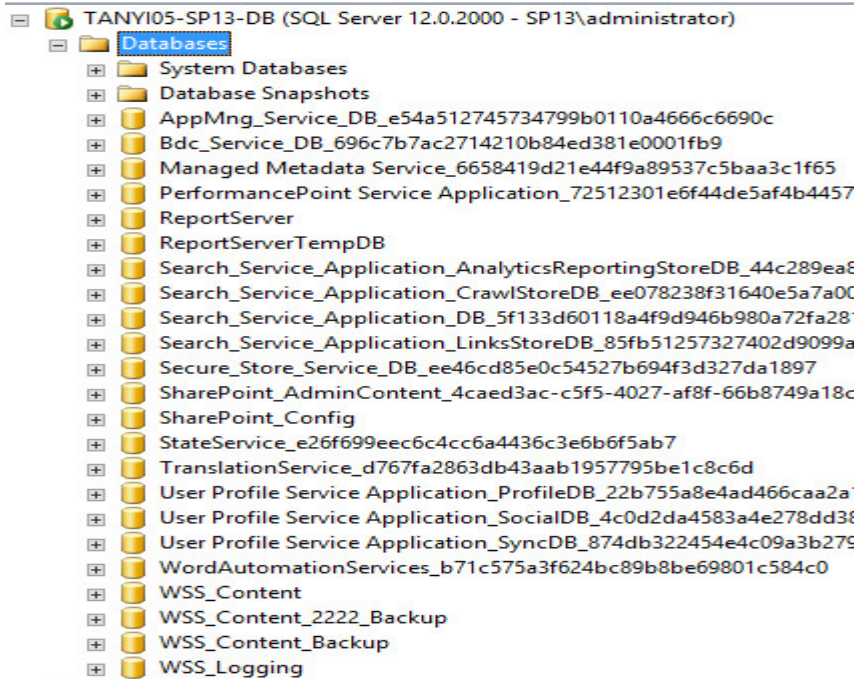 TANYI05-SP13-DB (SQL Server 12.0.2000 - SP13\administrator)
Databases
System Databases
Database Snapshots
AppMng_Service_DB_e54a512745734799b0110a4666c6690c
Bdc_Service_DB_696c7b7ac2714210b84ed381e0001fb9
Managed Metadata Service_6658419d21e44f9a89537c5baa3c1f65
PerformancePoint Service Application_72512301e6f44de5af4b4457
ReportServer
ReportServerTempDB
Search_Service_Application_AnalyticsReportingStoreDB_44c289ea8
Search_Service_Application_CrawlStoreDB_ee078238f31640e5a7a00
Search_Service_Application_DB_5f133d60118a4f9d946b980a72fa281
Search_Service_Application_LinksStoreDB_85fb51257327402d9099a
Secure_Store_Service_DB_ee46cd85e0c54527b694f3d327da1897
SharePoint_AdminContent_4caed3ac-c5f5-4027-af8f-66b8749a18c
SharePoint_Config
StateService_e26f699eec6c4cc6a4436c3e6b6f5ab7
TranslationService_d767fa2863db43aab1957795be1c8c6d
User Profile Service Application_ProfileDB_22b755a8e4ad466caa2a1
User Profile Service Application_SocialDB_4c0d2da4583a4e278dd38
User Profile Service Application_SyncDB_874db322454e4c09a3b279
WordAutomationServices_b71c575a3f624bc89b8be69801c584c0
WSS_Content
WSS_Content_2222_Backup
WSS_Content_Backup
WSS_Logging